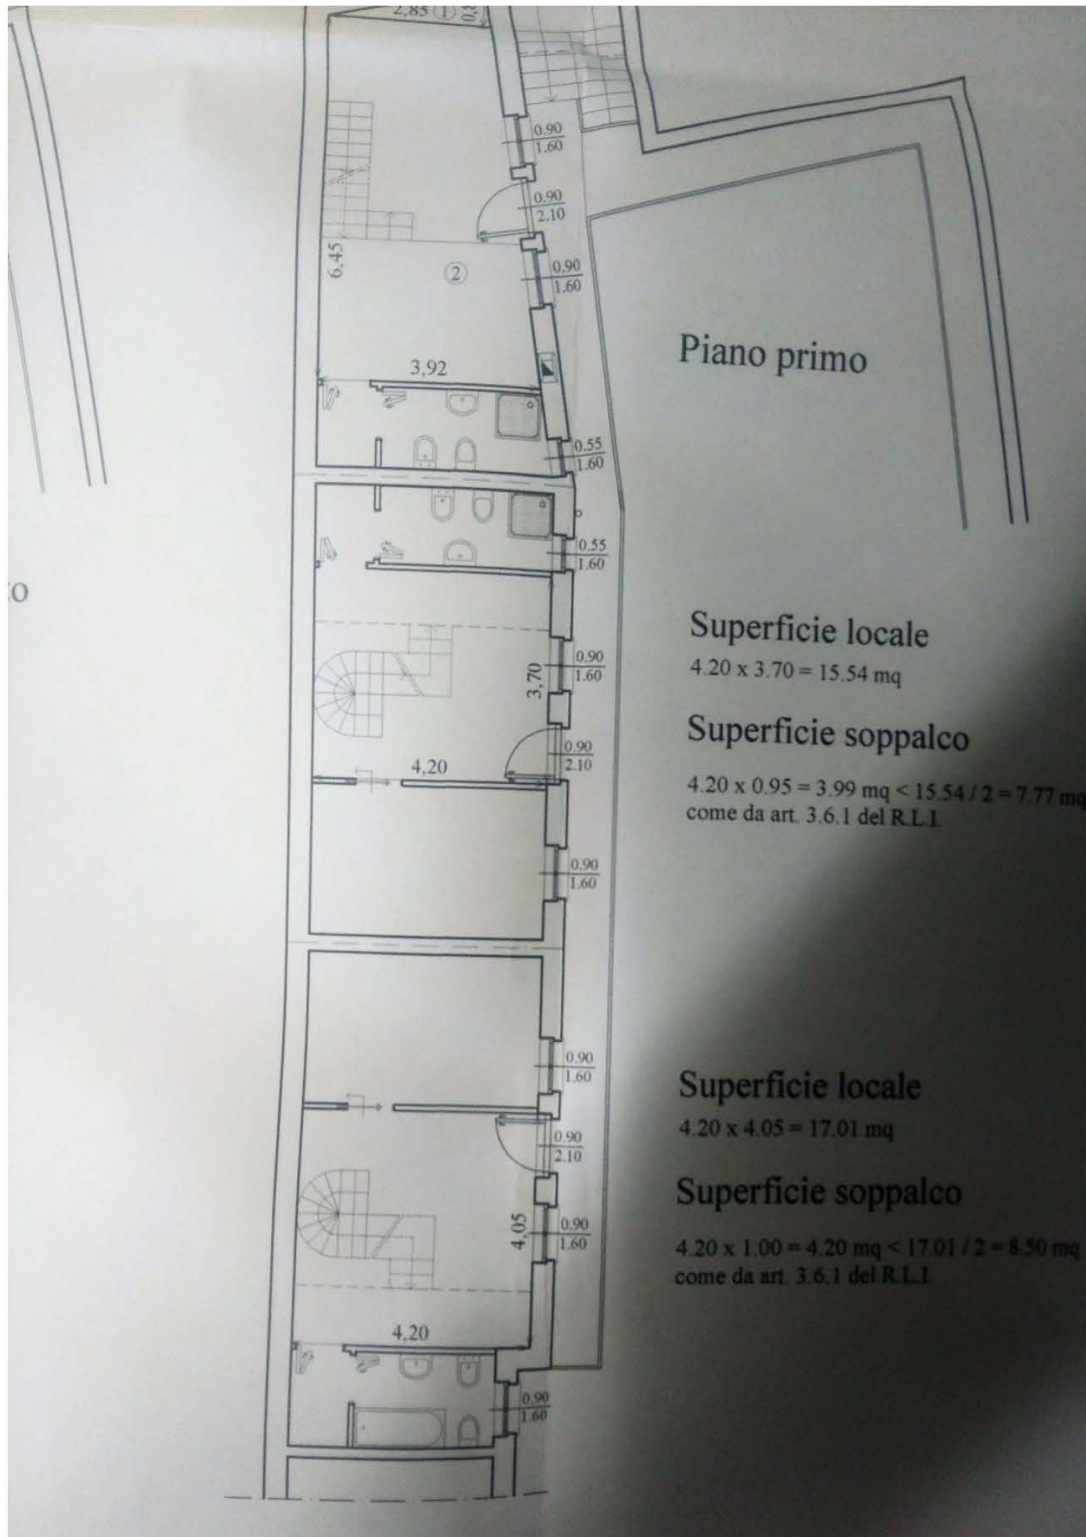 2,85 1
0.90
1.60
0.90
2.10
6,45
2
0.90
1.60
Piano primo
3,92
0.55
1.60
0.55
1.60
o
Superficie locale
4.20 x 3.70 = 15.54 mq
0.90
1.60
3,70
Superficie soppalco
0.90
2.10
4,20
4.20 x 0.95 = 3.99 mq < 15.54 / 2 = 7.77 mq
come da art. 3.6.1 del R.L.I.
0.90
1.60
0.90
1.60
Superficie locale
4.20 x 4.05 = 17.01 mq
0.90
2.10
Superficie soppalco
4,05
0.90
1.60
4.20 x 1.00 = 4.20 mq < 17.01 / 2 = 8.50 mq
come da art. 3.6.1 del R.L.I.
4,20
0.90
1.60